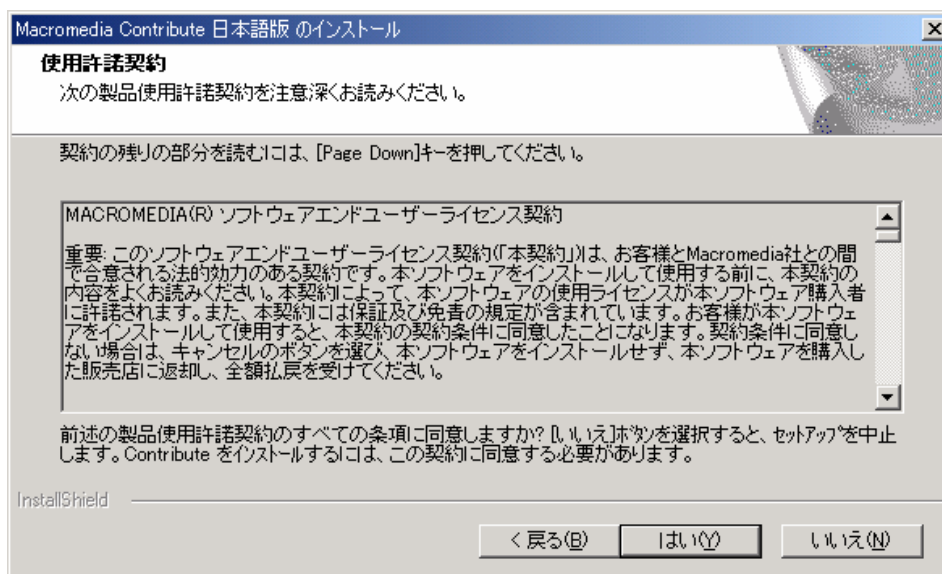 Macromedia Contribute 日本語版 のインストール
使用許諾契約
次の製品使用許諾契約を注意深くお読みください。
契約の残りの部分を読むには、[Page Down]キーを押してください。
MACROMEDIA(R) ソフトウェアエンドユーザーライセンス契約
重要: このソフトウェアエンドユーザーライセンス契約(「本契約」)は、お客様とMacromedia社との間
で合意される法的効力のある契約です。本ソフトウェアをインストールして使用する前に、本契約の
内容をよくお読みください。本契約によって、本ソフトウェアの使用ライセンスが本ソフトウェア購入者
に許諾されます。また、本契約には保証及び免責の規定が含まれています。お客様が本ソフトウェ
アをインストールして使用すると、本契約の契約条件に同意したことになります。契約条件に同意し
ない場合は、キャンセルのボタンを選び、本ソフトウェアをインストールせず、本ソフトウェアを購入し
た販売店に返却し、全額払戻を受けてください。
前述の製品使用許諾契約のすべての条項に同意しますか? [いいえ]ﾎﾞﾀﾝを選択すると、ｾｯﾄｱｯﾌﾟを中止
します。Contribute をｲﾝｽﾄｰﾙするには、この契約に同意する必要があります。
InstallShield
< 戻る(B) はい(Y) いいえ(N)